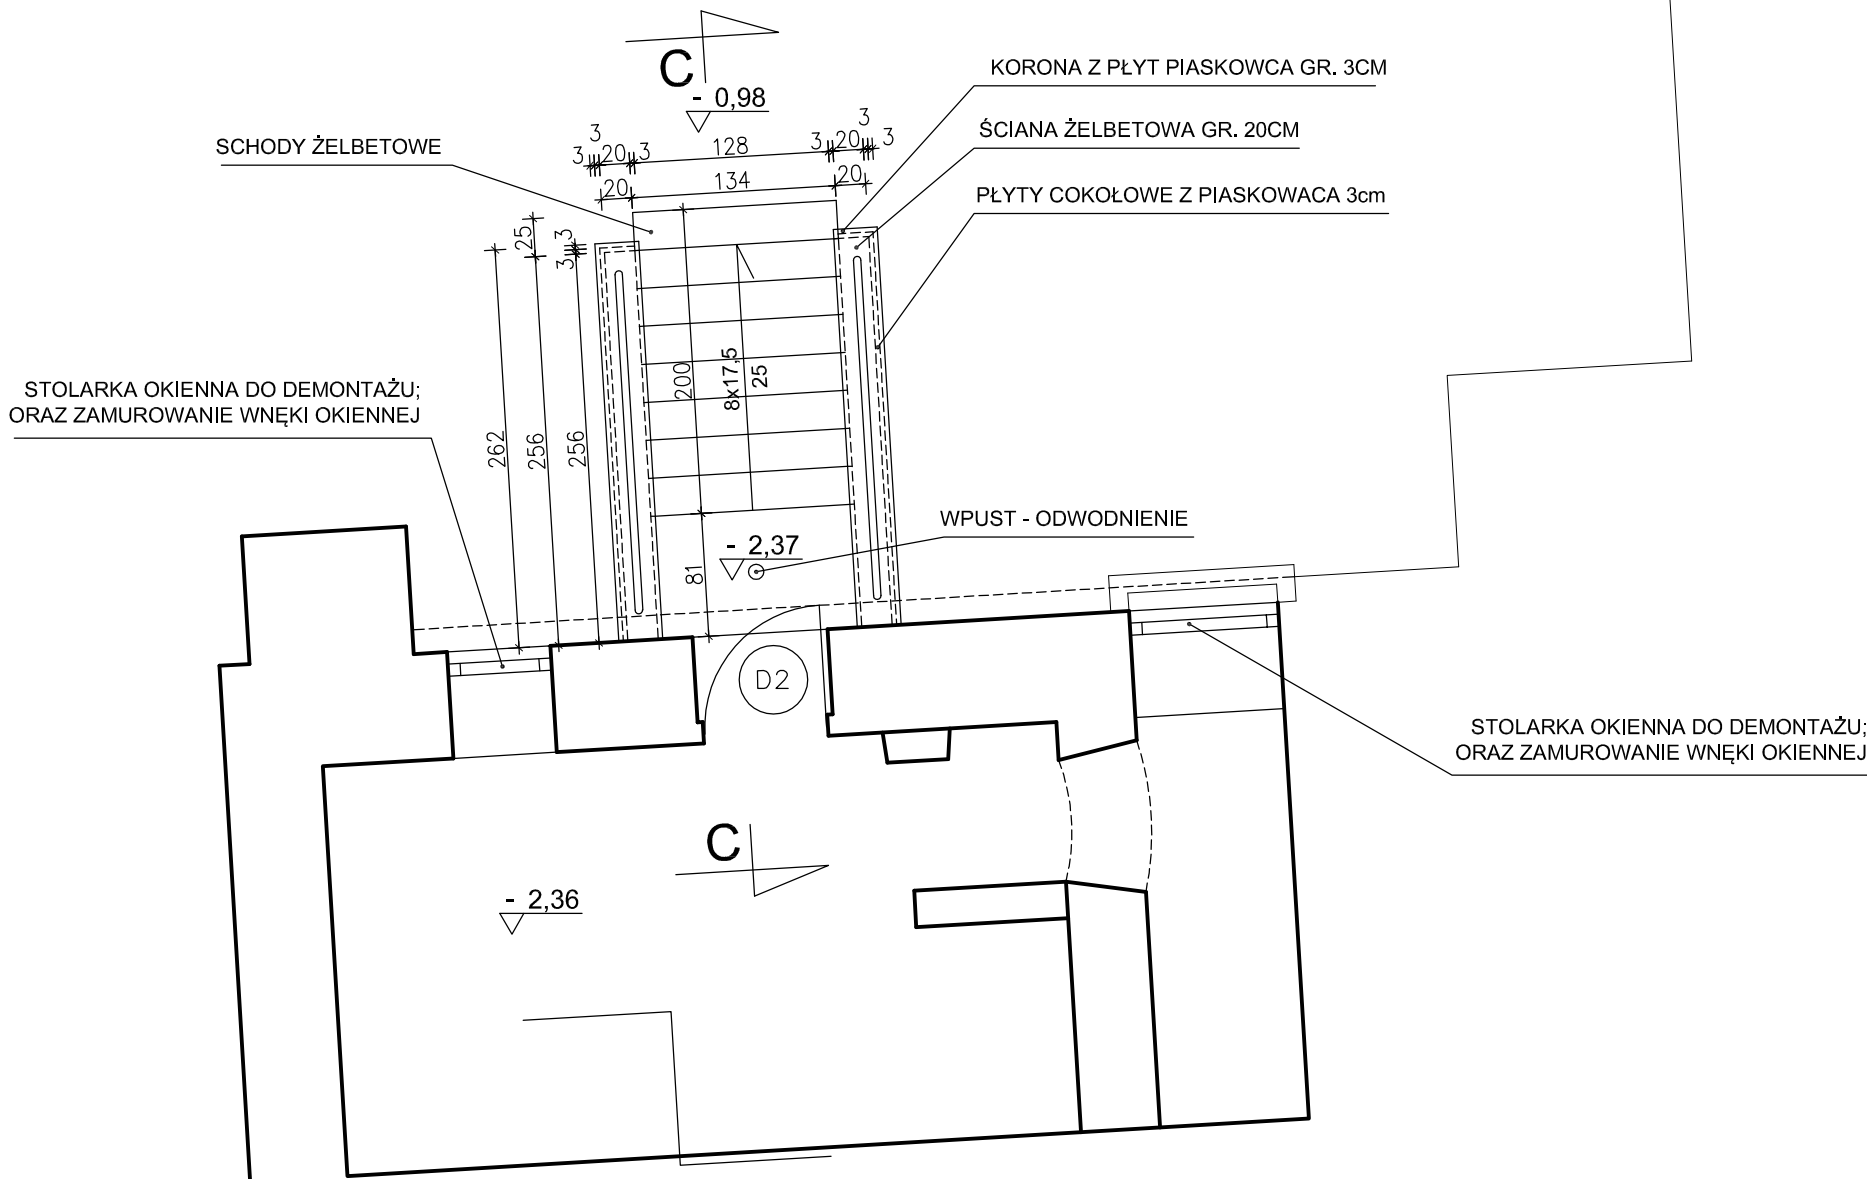 C
- 0,98
KORONA Z PŁYT PIASKOWCA GR. 3CM
ŚCIANA ŻELBETOWA GR. 20CM
SCHODY ŻELBETOWE
PŁYTY COKOŁOWE Z PIASKOWACA 3cm
3
3
20
3
128
3
20
3
3
20
134
20
25
3
3
262
256
256
200
8x17,5
25
81
STOLARKA OKIENNA DO DEMONTAŻU;
ORAZ ZAMUROWANIE WNĘKI OKIENNEJ
WPUST - ODWODNIENIE
- 2,37
D2
STOLARKA OKIENNA DO DEMONTAŻU;
ORAZ ZAMUROWANIE WNĘKI OKIENNEJ
C
- 2,36